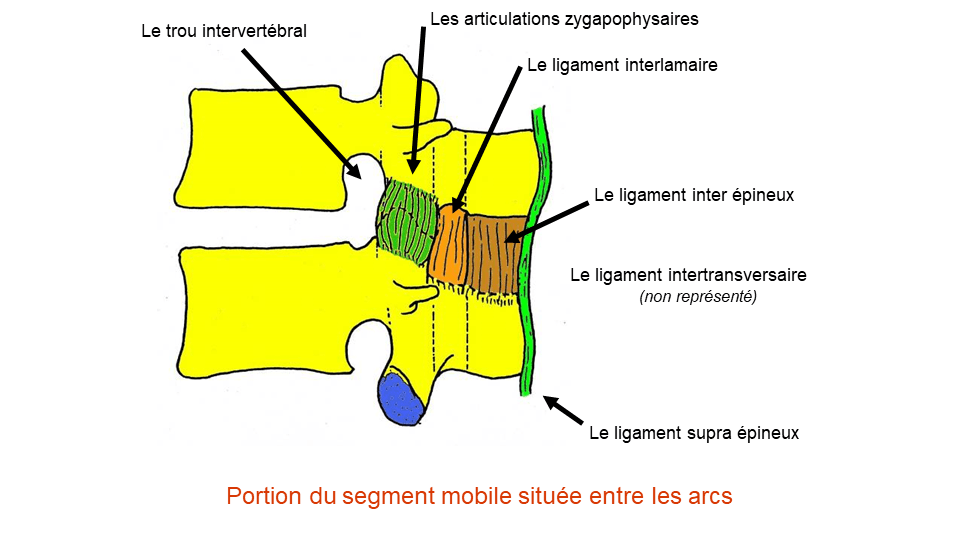 Les articulations zygapophysaires
Le trou intervertébral
Le ligament interlamaire
Le ligament inter épineux
Le ligament intertransversaire
(non représenté)
Le ligament supra épineux
Portion du segment mobile située entre les arcs